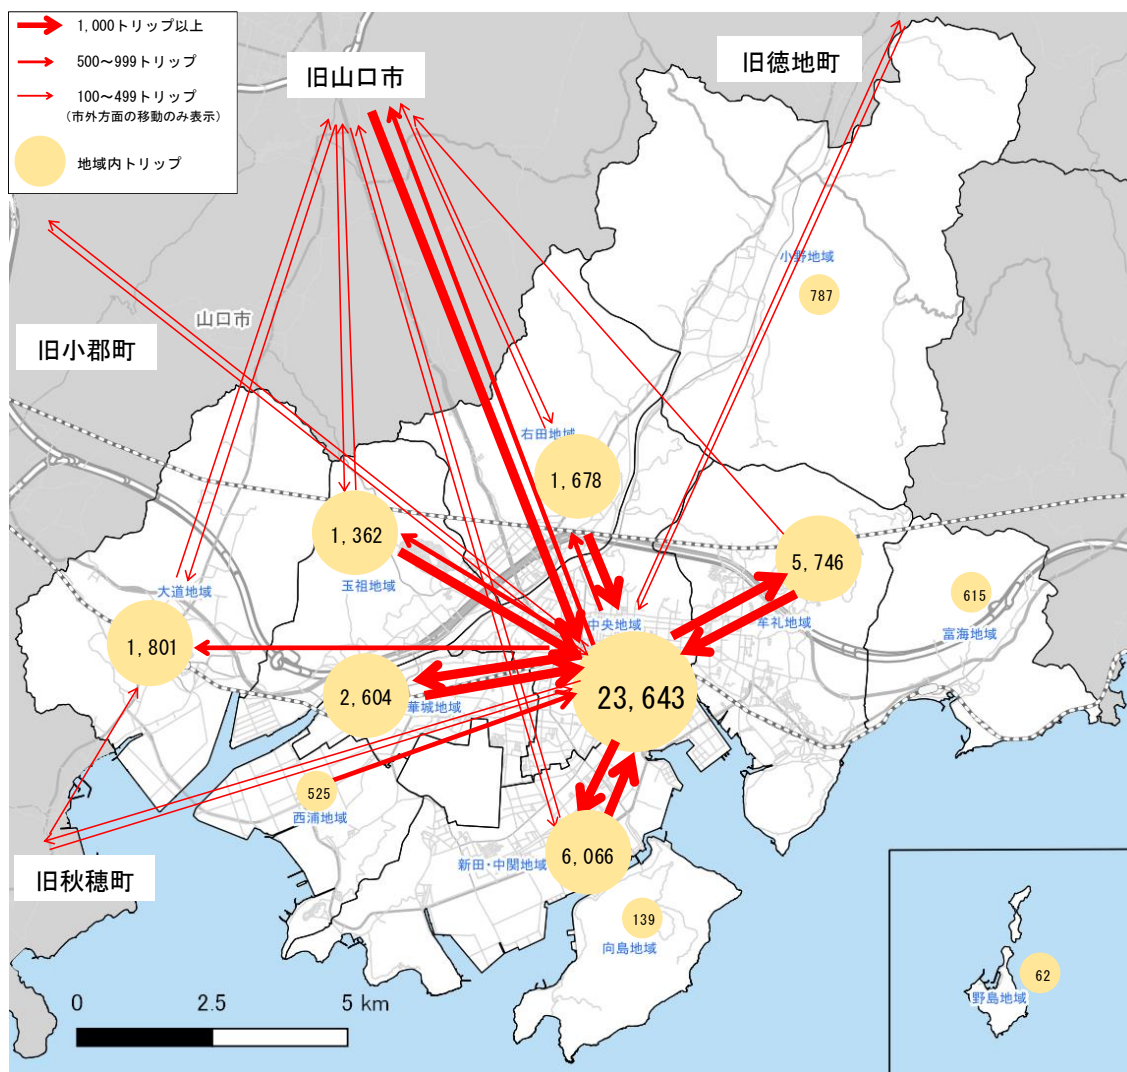 1,000トリップ以上
500～999トリップ
100～499トリップ
(市外方面の移動のみ表示)
地域内トリップ
旧山口市
旧徳地町
小野地域
787
山口市
旧小郡町
右田地域
1,678
1,362
玉祖地域
5,746
牟礼地域
615
富海地域
大道地域
1,801
中央地域
23,643
2,604
華城地域
525
西浦地域
旧秋穂町
新田・中関地域
6,066
139
向島地域
62
野島地域
0 2.5 5 km